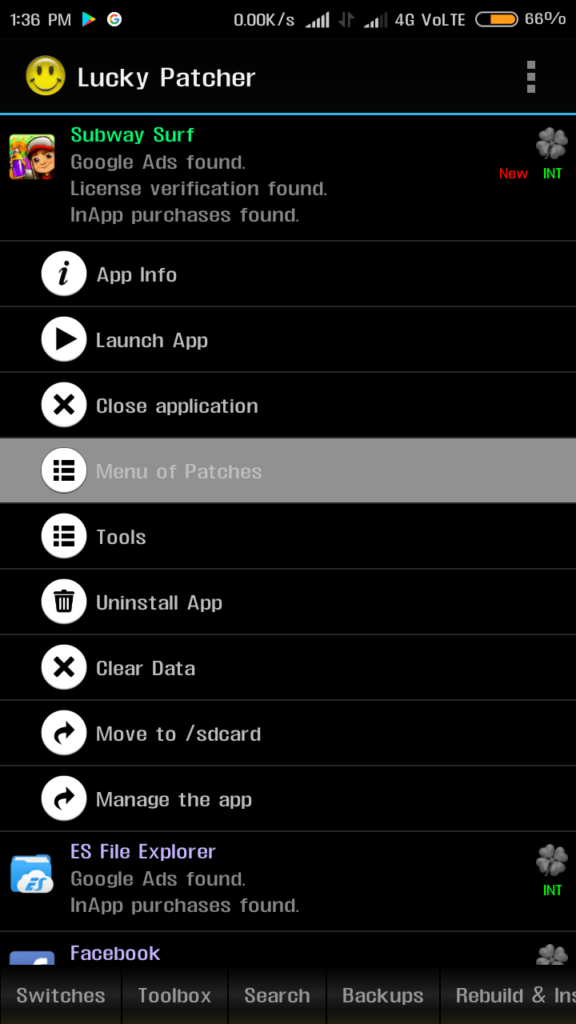 1:36 PM 0.00K/s 4G VoLTE 66%
Lucky Patcher
Subway Surf
Google Ads found.
License verification found.
InApp purchases found.
New INT
App Info
Launch App
Close application
Menu of Patches
Tools
Uninstall App
Clear Data
Move to /sdcard
Manage the app
ES File Explorer
Google Ads found.
InApp purchases found.
INT
Facebook
Switches Toolbox Search Backups Rebuild & Ins